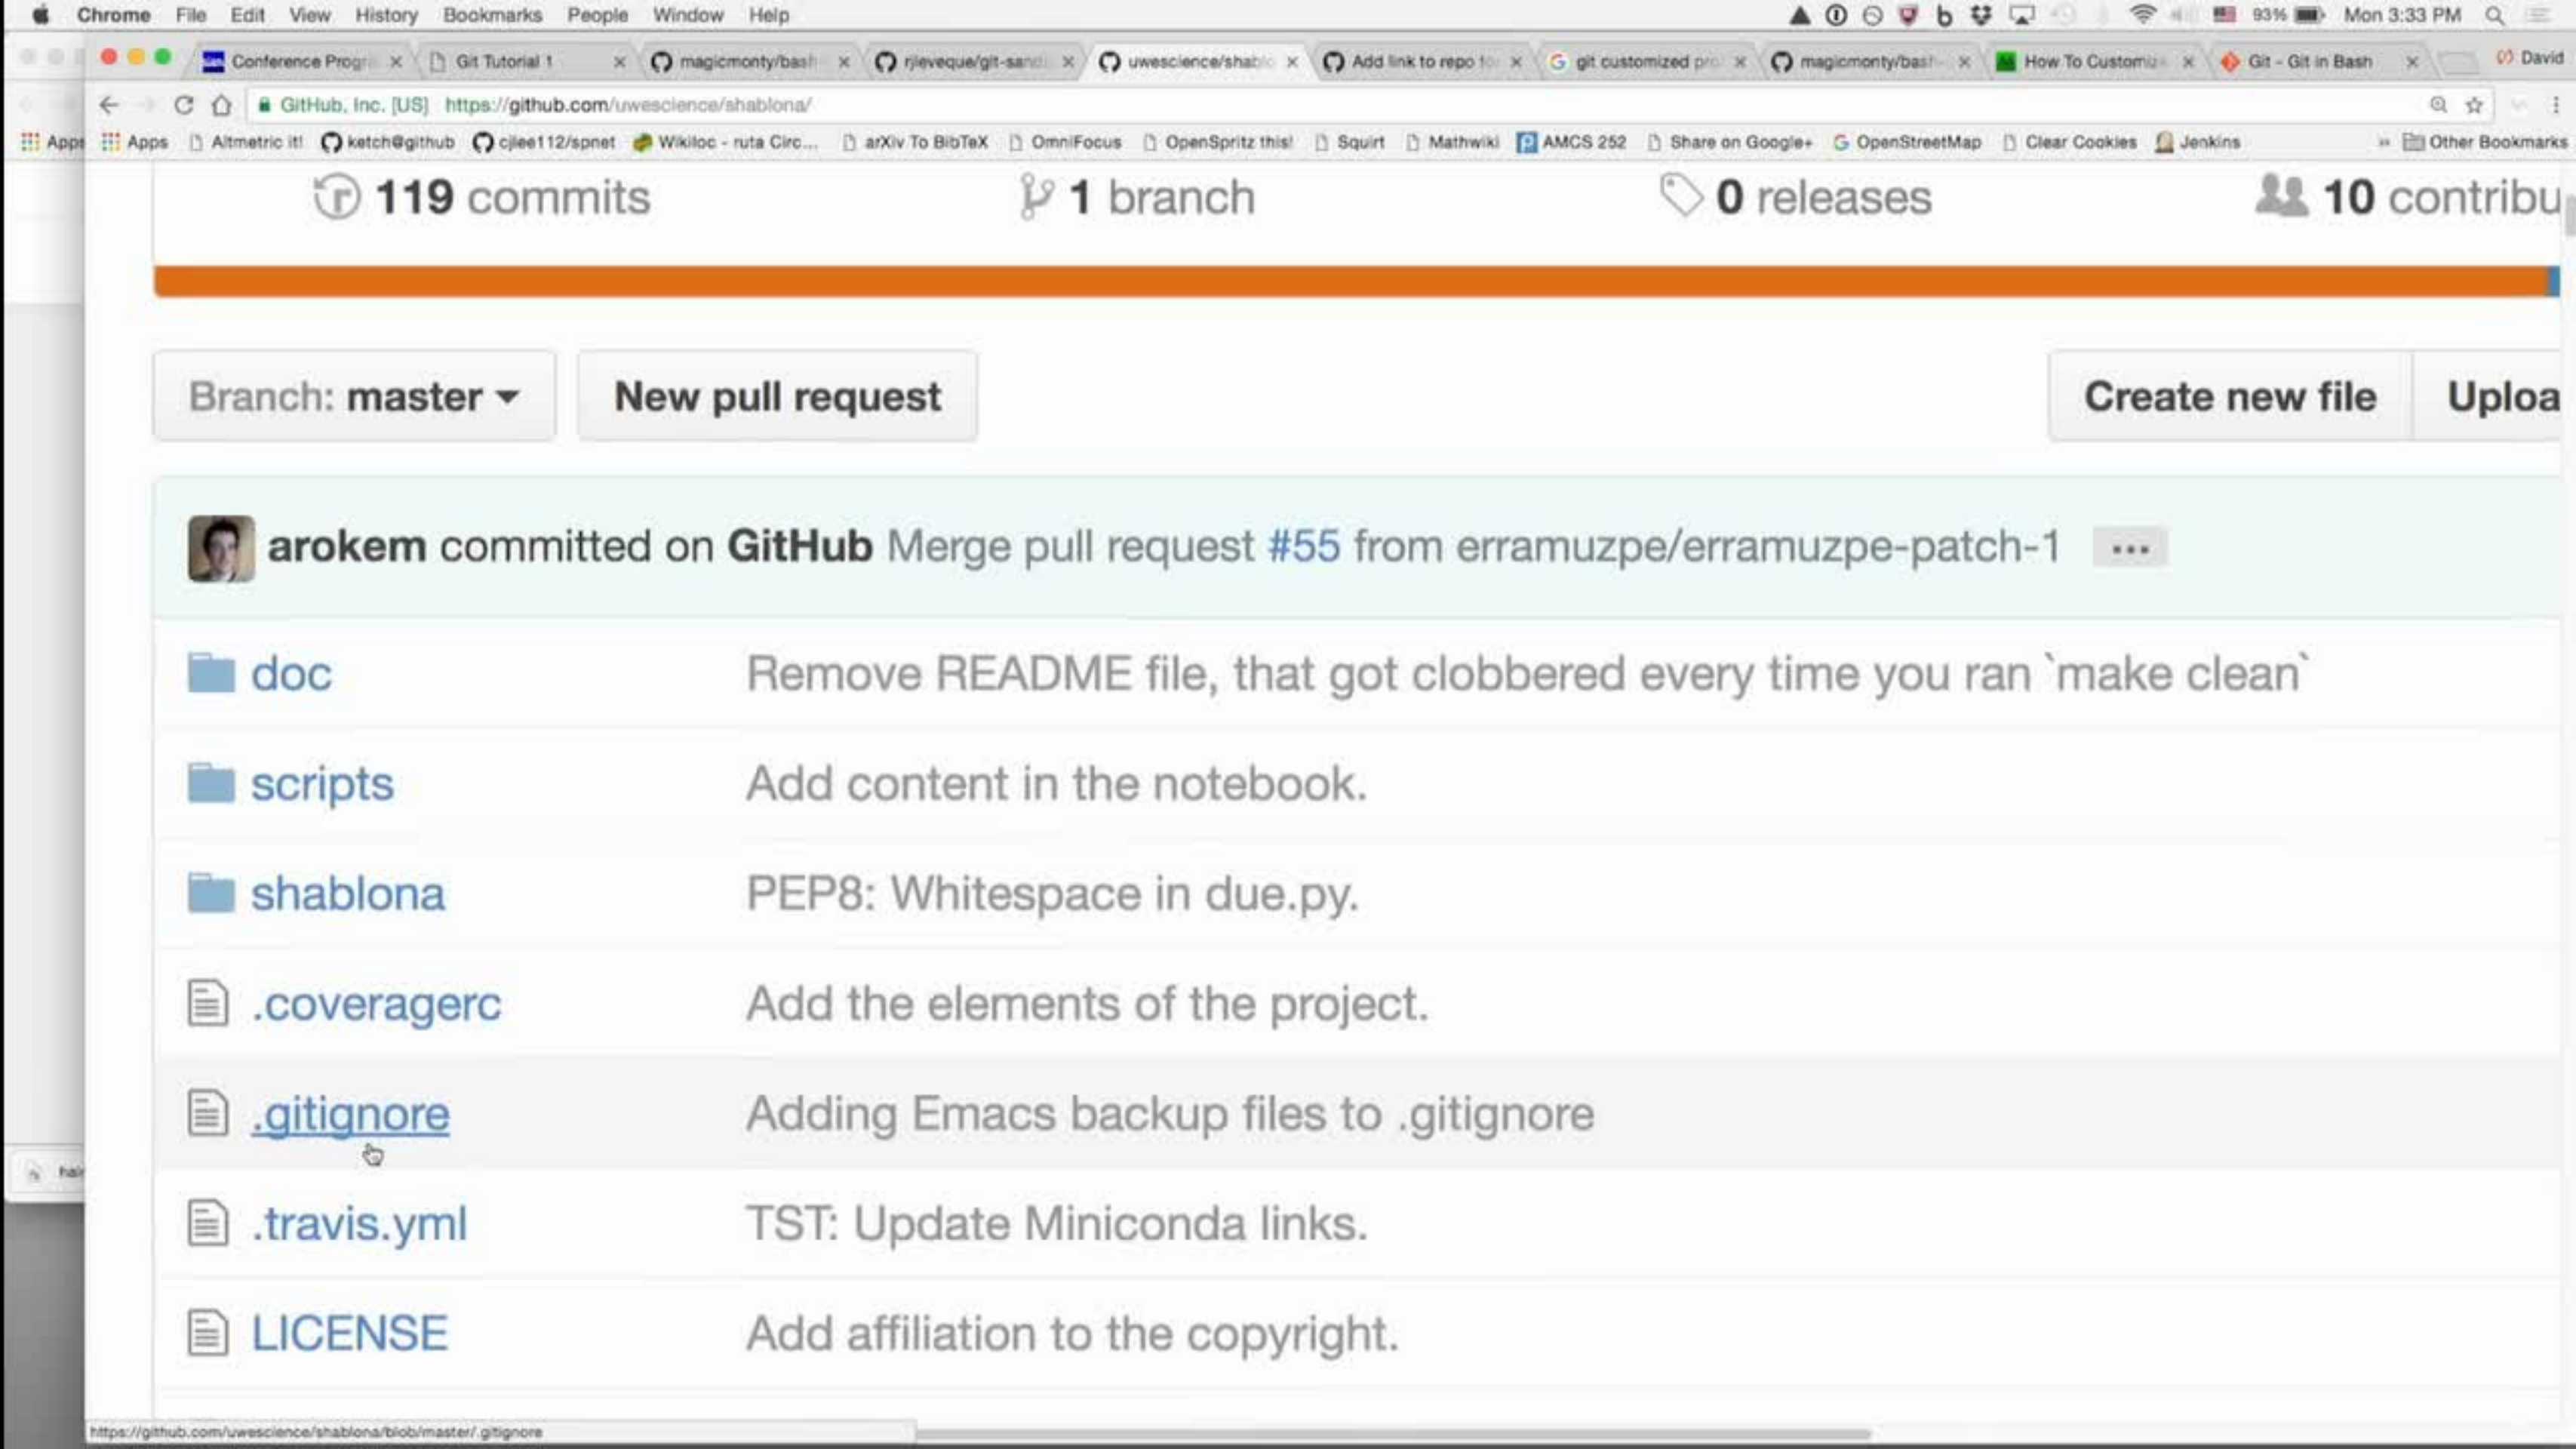 Chrome File Edit View History Bookmarks People Window Help 93% Mon 3:33 PM
Conference Progra Git Tutorial 1 magicmonty/bash rjleveque/git-sand uwescience/shablo Add link to repo for git customized pro magicmonty/bash- How To Customiz Git - Git in Bash David
GitHub, Inc. [US] https://github.com/uwescience/shablona/
Apps Apps Altmetric it! ketch@github cjlee112/spnet Wikiloc - ruta Circ... arXiv To BibTeX OmniFocus OpenSpritz this! Squirt Mathwiki AMCS 252 Share on Google+ OpenStreetMap Clear Cookies Jenkins » Other Bookmarks
119 commits 1 branch 0 releases 10 contribu
Branch: master New pull request Create new file Uploa
arokem committed on GitHub Merge pull request #55 from erramuzpe/erramuzpe-patch-1 ...
doc Remove README file, that got clobbered every time you ran `make clean`
scripts Add content in the notebook.
shablona PEP8: Whitespace in due.py.
.coveragerc Add the elements of the project.
.gitignore Adding Emacs backup files to .gitignore
.travis.yml TST: Update Miniconda links.
LICENSE Add affiliation to the copyright.
https://github.com/uwescience/shablona/blob/master/.gitignore